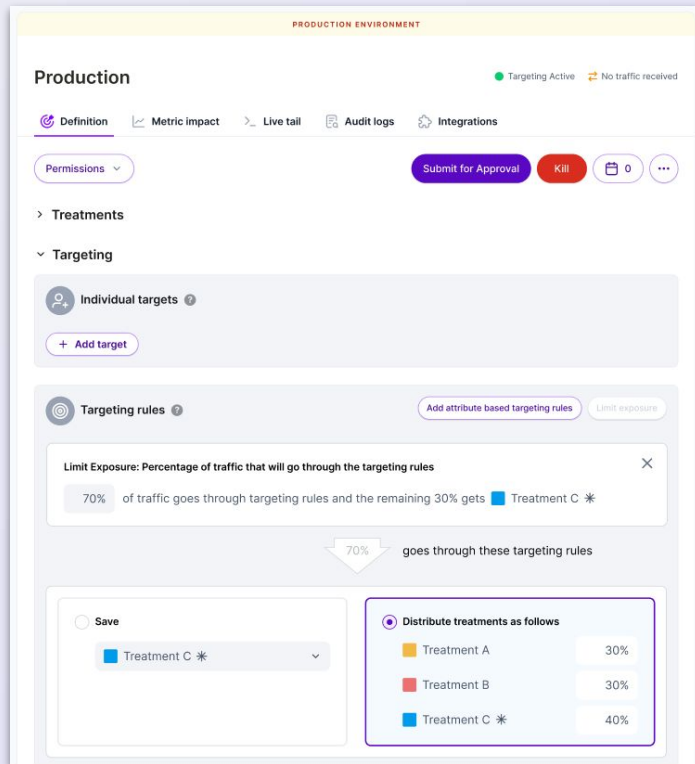 PRODUCTION ENVIRONMENT
Production
Targeting Active No traffic received
Definition Metric impact Live tail Audit logs Integrations
Permissions Submit for Approval Kill 0 ...
Treatments
Targeting
Individual targets ?
+ Add target
Targeting rules ? Add attribute based targeting rules Limit exposure
Limit Exposure: Percentage of traffic that will go through the targeting rules
70% of traffic goes through targeting rules and the remaining 30% gets Treatment C ✳
70% goes through these targeting rules
Save Distribute treatments as follows
Treatment C ✳ Treatment A 30%
Treatment B 30%
Treatment C ✳ 40%